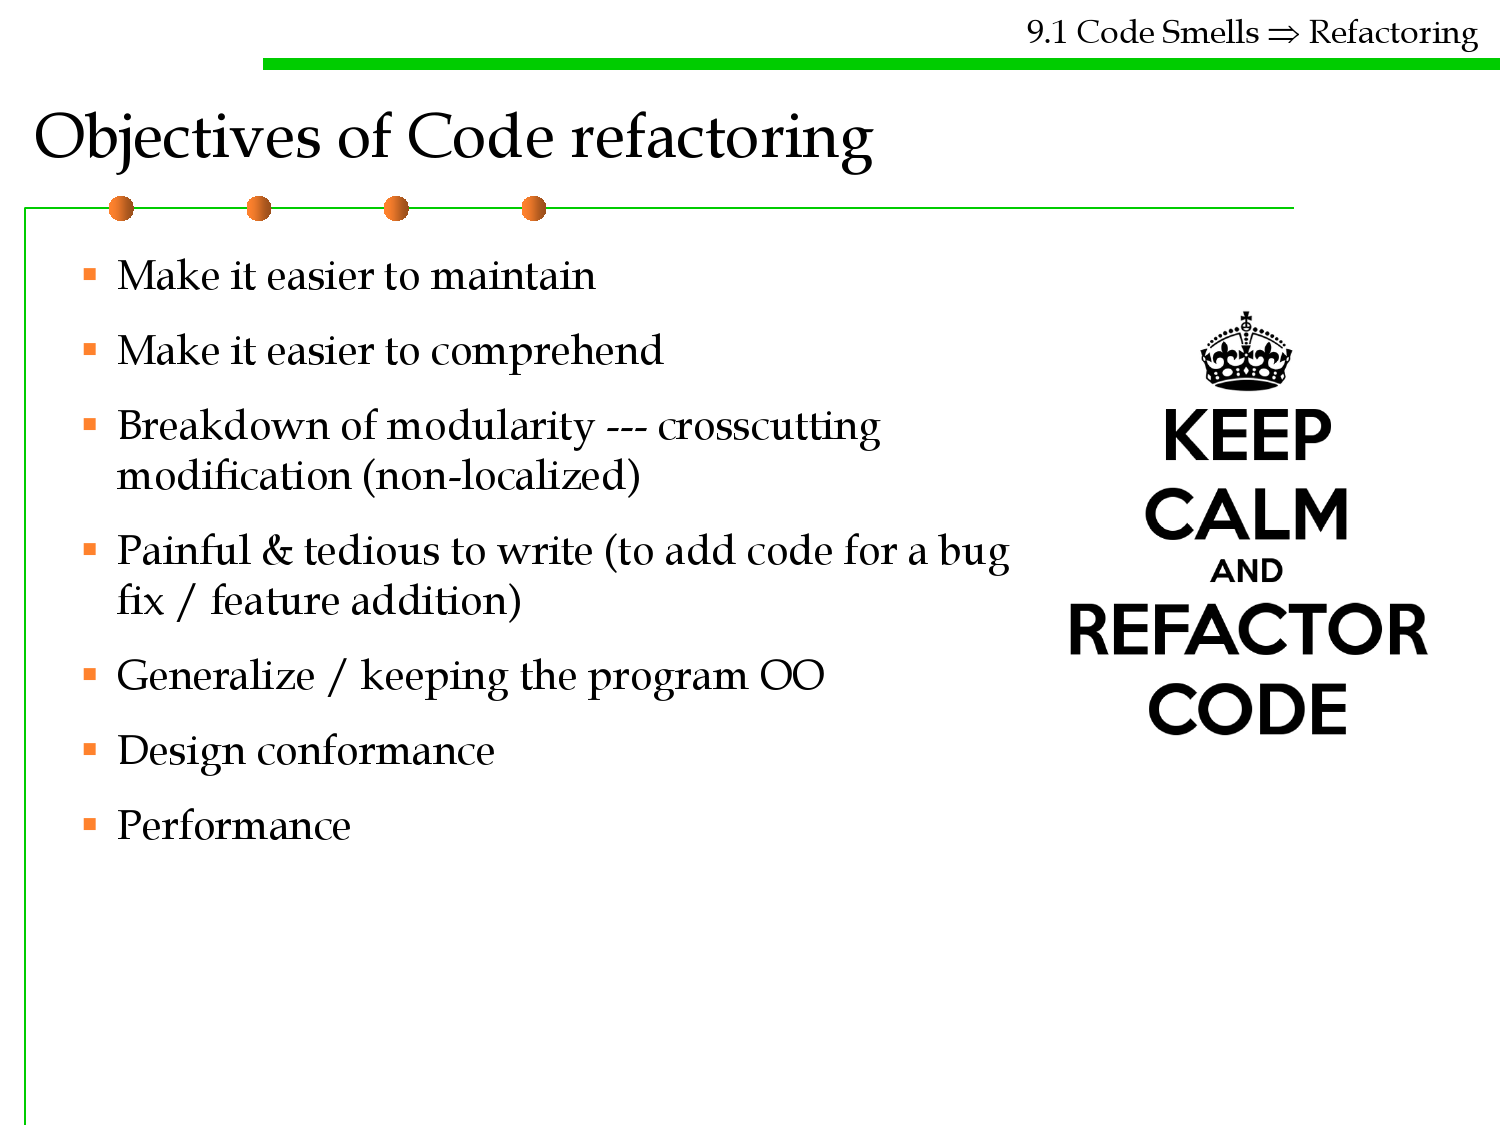 9.1 Code Smells ⇒ Refactoring
Objectives of Code refactoring
▪ Make it easier to maintain
▪ Make it easier to comprehend
▪ Breakdown of modularity --- crosscutting
modification (non-localized)
▪ Painful & tedious to write (to add code for a bug
fix / feature addition)
▪ Generalize / keeping the program OO
▪ Design conformance
▪ Performance
KEEP
CALM
AND
REFACTOR
CODE